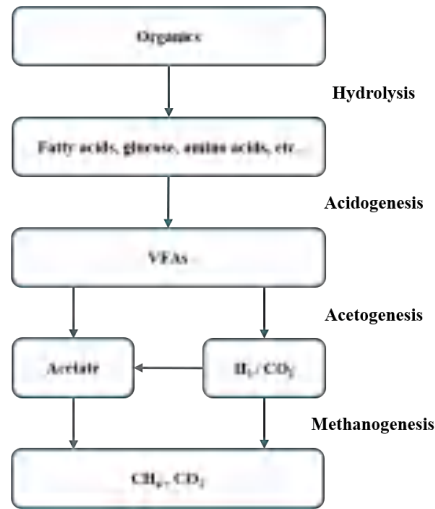 Organics
Hydrolysis
Fatty acids, glucose, amino acids, etc.
Acidogenesis
VFAs
Acetogenesis
Acetate
H₂ / CO₂
Methanogenesis
CH₄ , CO₂